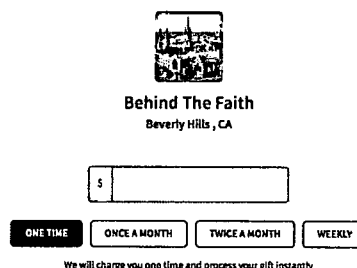 Behind The Faith
Beverly Hills , CA
$
ONE TIME ONCE A MONTH TWICE A MONTH WEEKLY
We will charge you one time and process your gift instantly